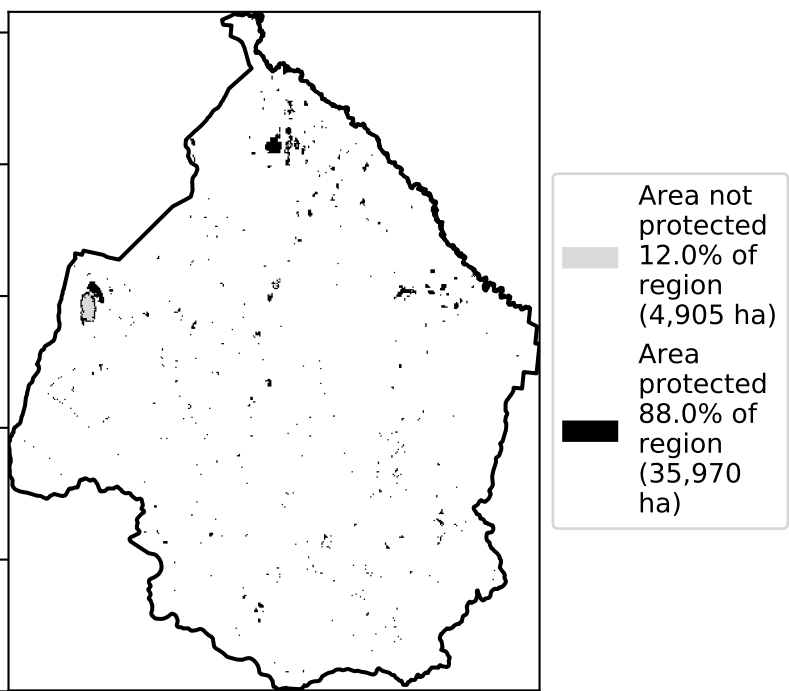 Area not
protected
12.0% of
region
(4,905 ha)
Area
protected
88.0% of
region
(35,970
ha)